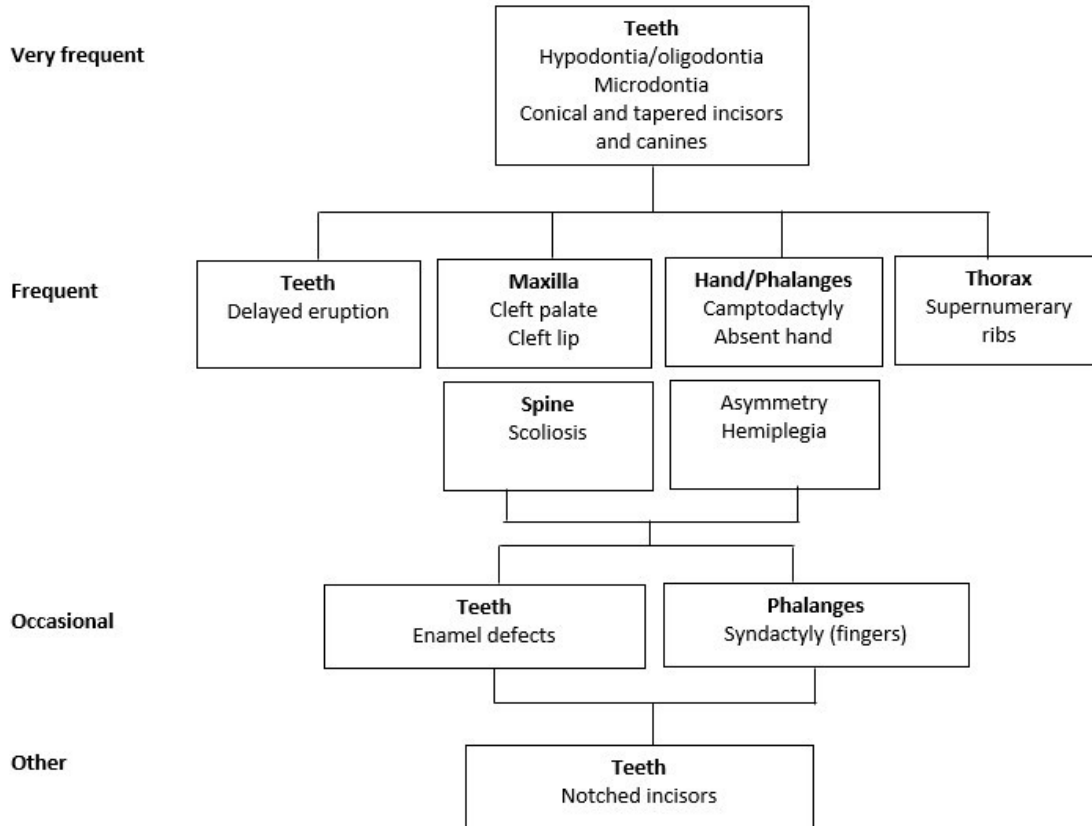 Very frequent
Teeth
Hypodontia/oligodontia
Microdontia
Conical and tapered incisors
and canines
Frequent
Teeth
Delayed eruption
Maxilla
Cleft palate
Cleft lip
Hand/Phalanges
Camptodactyly
Absent hand
Thorax
Supernumerary
ribs
Spine
Scoliosis
Asymmetry
Hemiplegia
Occasional
Teeth
Enamel defects
Phalanges
Syndactyly (fingers)
Other
Teeth
Notched incisors